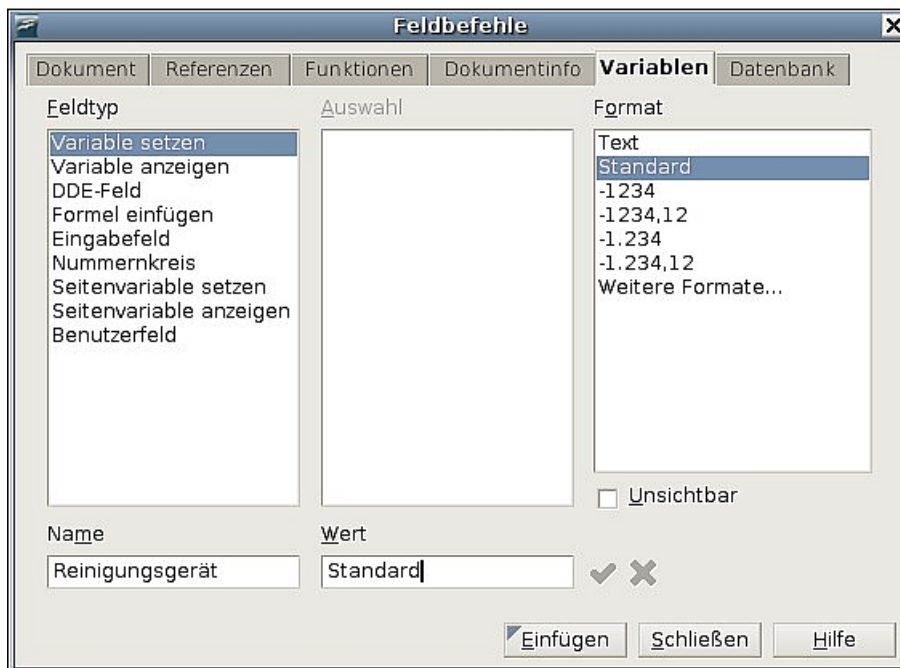 Feldbefehle
Dokument Referenzen Funktionen Dokumentinfo Variablen Datenbank
Feldtyp
Variable setzen
Variable anzeigen
DDE-Feld
Formel einfügen
Eingabefeld
Nummernkreis
Seitenvariable setzen
Seitenvariable anzeigen
Benutzerfeld
Auswahl
Format
Text
Standard
-1234
-1234,12
-1.234
-1.234,12
Weitere Formate...
Unsichtbar
Name
Reinigungsgerät
Wert
Standard
Einfügen Schließen Hilfe